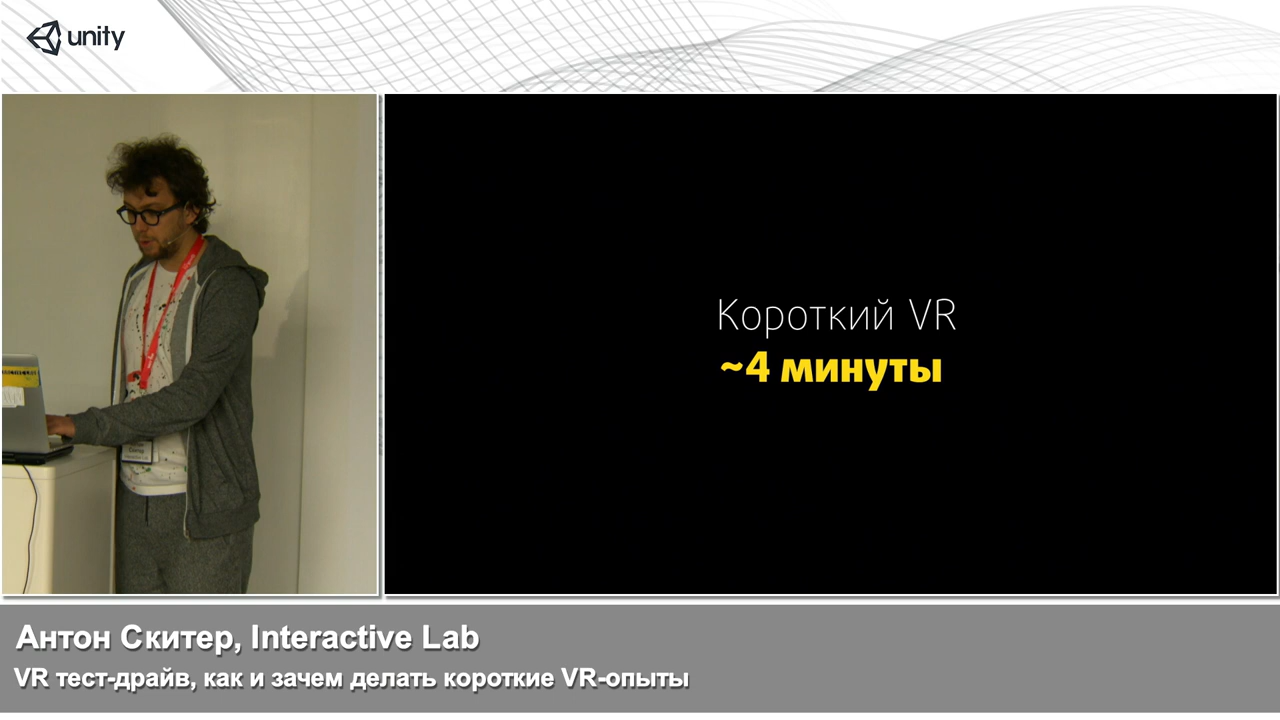 unity
Короткий VR
~4 минуты
Антон Скитер, Interactive Lab
VR тест-драйв, как и зачем делать короткие VR-опыты